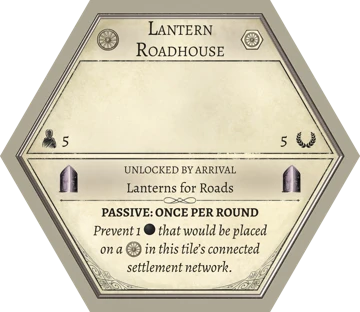 Lantern
Roadhouse
5 5
UNLOCKED BY ARRIVAL
Lanterns for Roads
PASSIVE: ONCE PER ROUND
Prevent 1 that would be placed
on a in this tile's connected
settlement network.